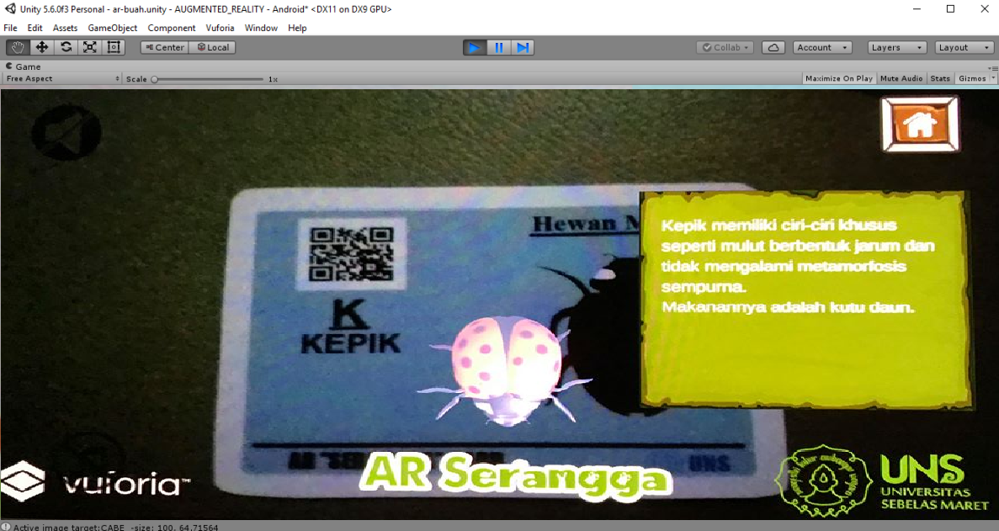 Unity 5.6.0f3 Personal - ar-buah.unity - AUGMENTED_REALITY - Android* <DX11 on DX9 GPU>
File Edit Assets GameObject Component Vuforia Window Help
Center Local Collab Account Layers Layout
Game
Free Aspect Scale 1x Maximize On Play Mute Audio Stats Gizmos
Hewan
Kepik memiliki ciri-ciri khusus
seperti mulut berbentuk jarum dan
tidak mengalami metamorfosis
sempurna.
Makanannya adalah kutu daun.
K
KEPIK
UNS
AR Serangga
vuforia™
UNS
UNIVERSITAS
SEBELAS MARET
Active image target:CABE -size: 100, 64.71564